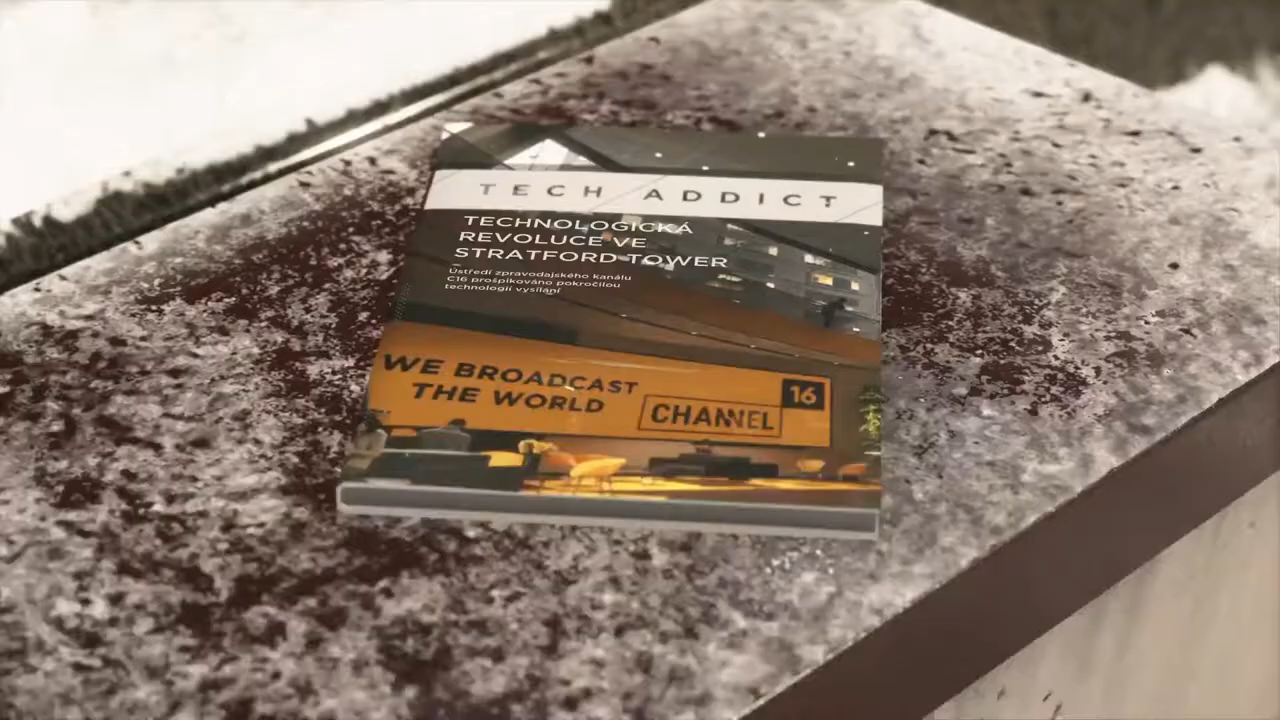 TECH ADDICT
TECHNOLOGICKÁ
REVOLUCE VE
STRATFORD TOWER
Ústředí zpravodajského kanálu
C16 prošpikováno pokročilou
technologií vysílání
WE BROADCAST
THE WORLD
16
CHANNEL